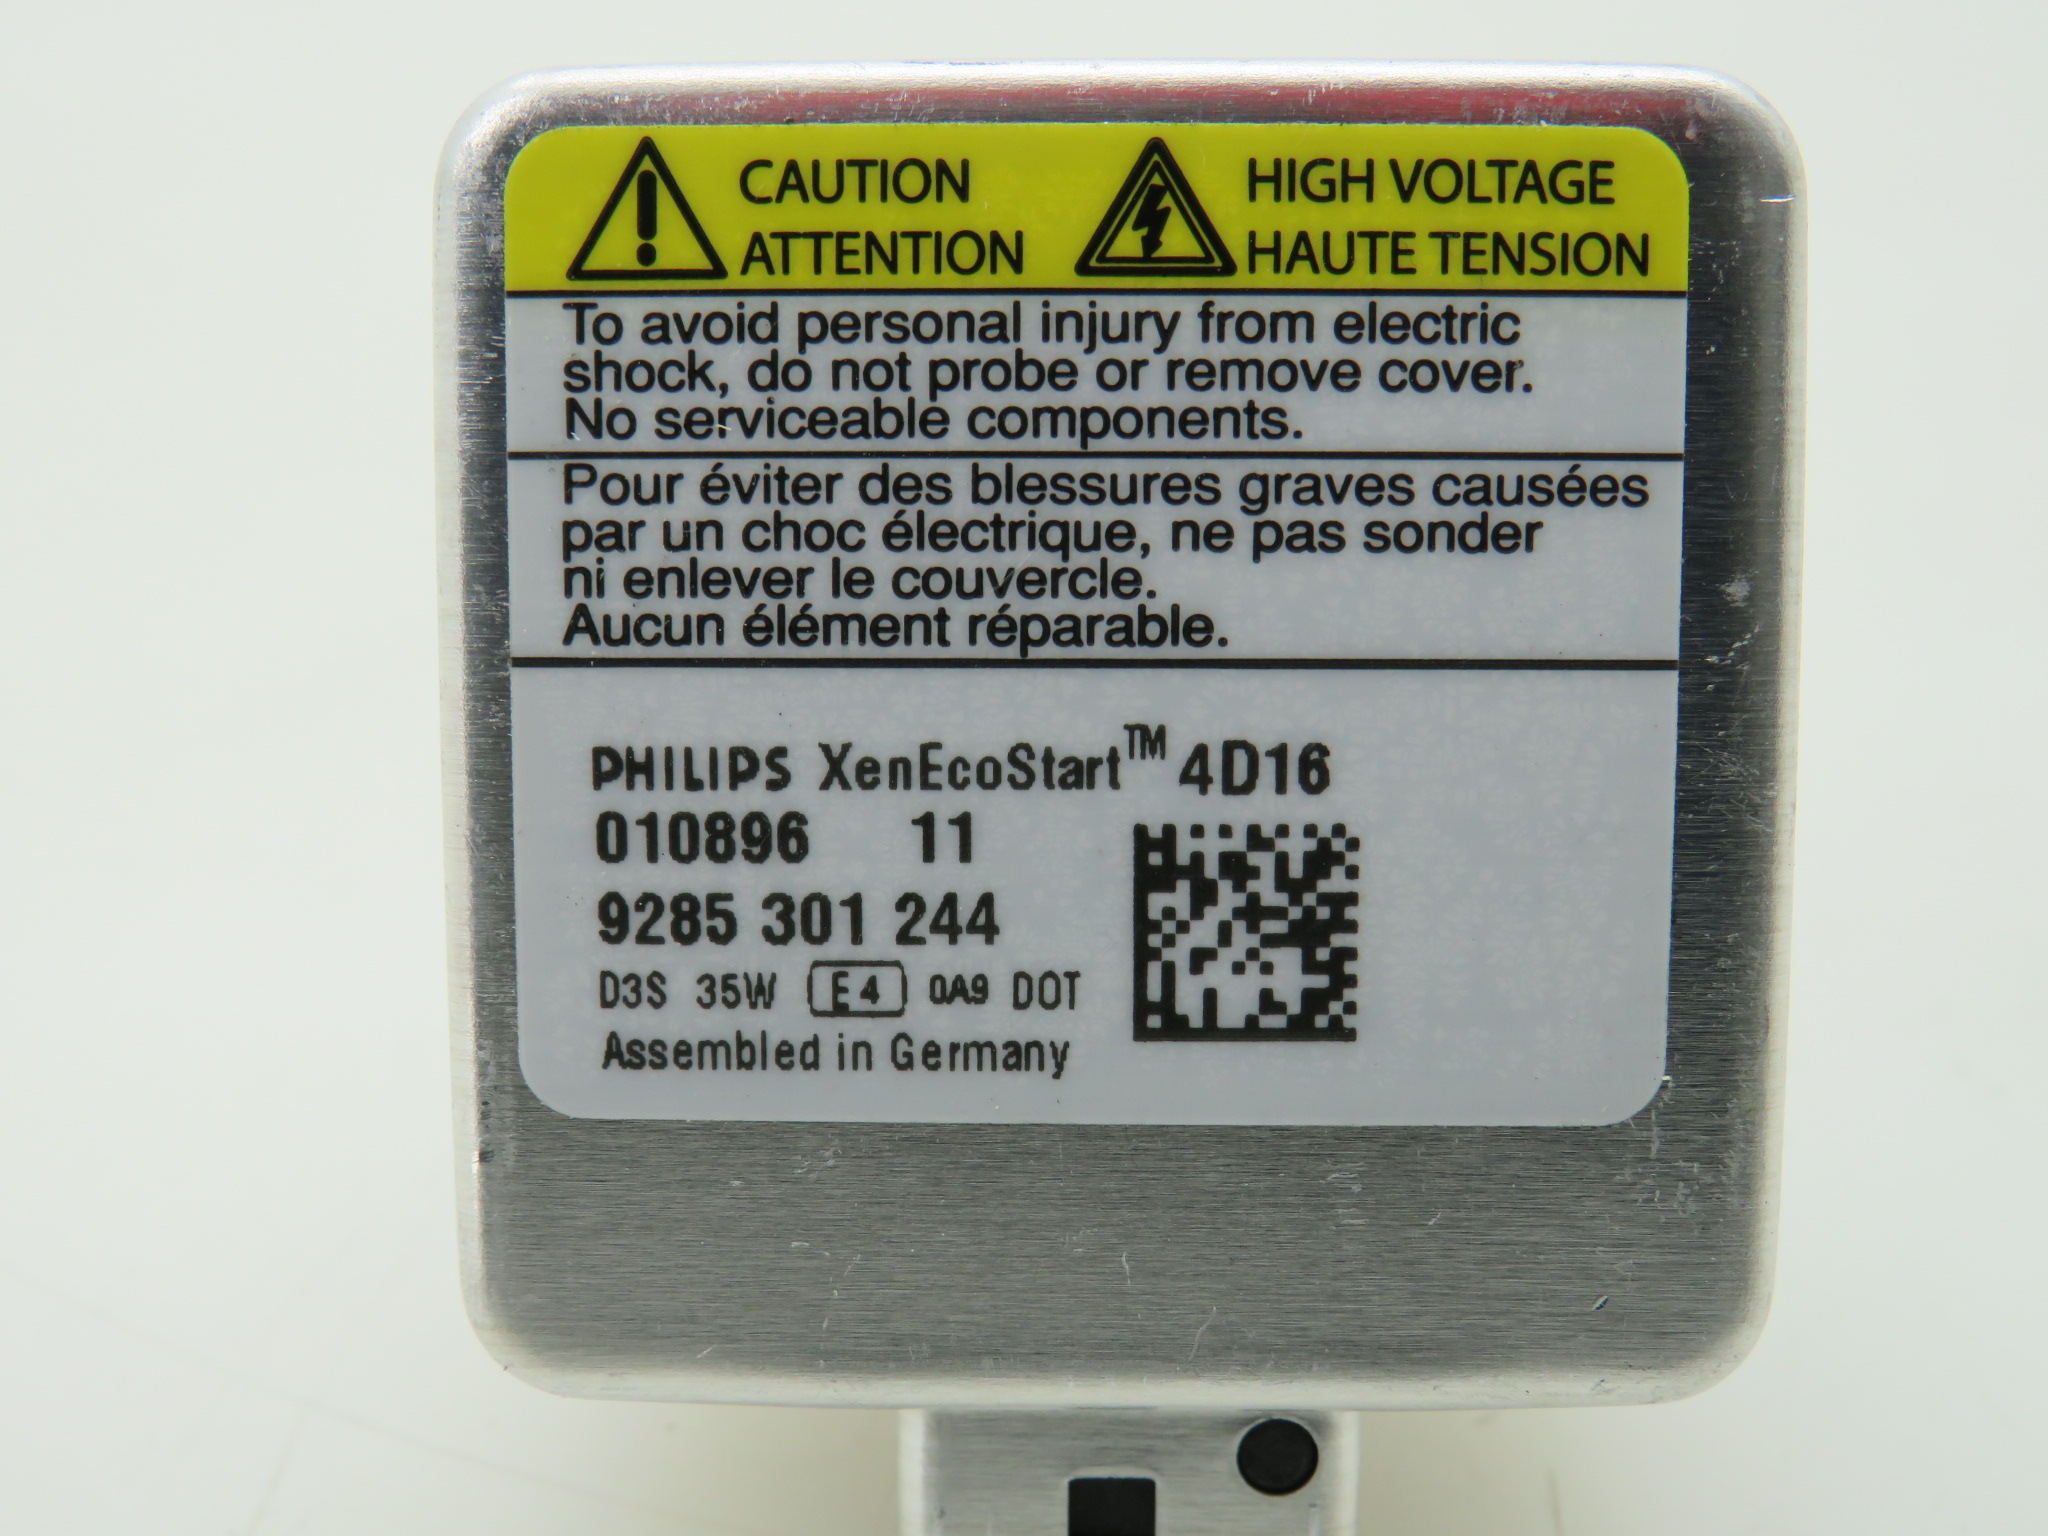 CAUTION
ATTENTION
HIGH VOLTAGE
HAUTE TENSION
To avoid personal injury from electric
shock, do not probe or remove cover.
No serviceable components.
Pour éviter des blessures graves causées
par un choc électrique, ne pas sonder
ni enlever le couvercle.
Aucun élément réparable.
PHILIPS XenEcoStart™ 4D16
010896 11
9285 301 244
D3S 35W E4 0A9 DOT
Assembled in Germany